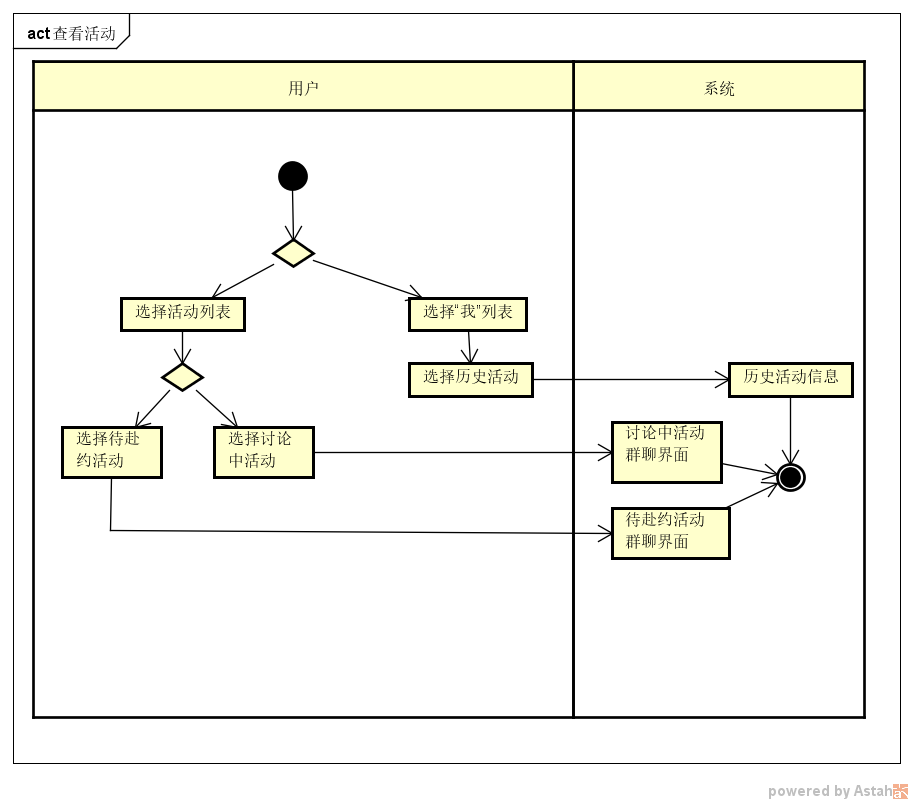 act 查看活动
用户
系统
选择活动列表
选择“我”列表
选择历史活动
历史活动信息
选择待赴
约活动
选择讨论
中活动
讨论中活动
群聊界面
待赴约活动
群聊界面
powered by Astah